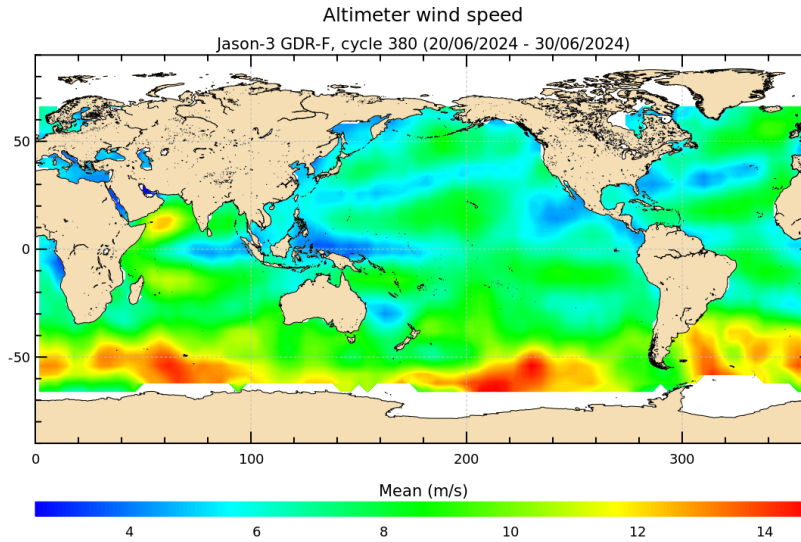 Altimeter wind speed
Jason-3 GDR-F, cycle 380 (20/06/2024 - 30/06/2024)
50
0
-50
0 100 200 300
Mean (m/s)
4 6 8 10 12 14